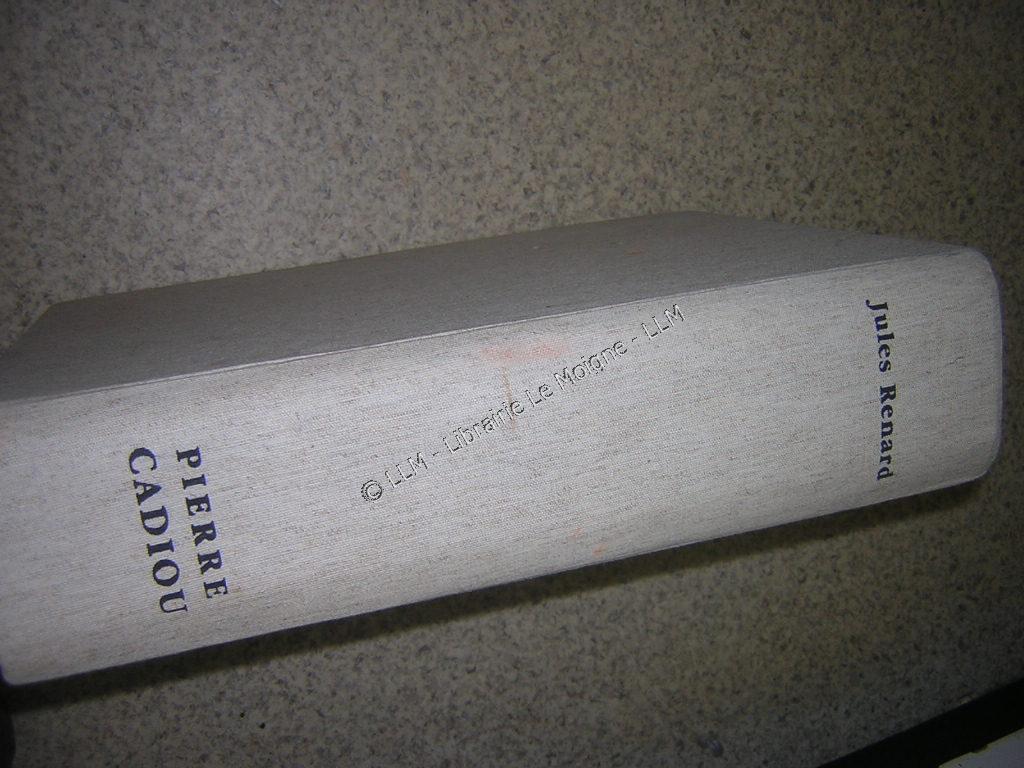 Jules Renard
© LLM - Librairie Le Moigne - LLM
PIERRE
CADIOU